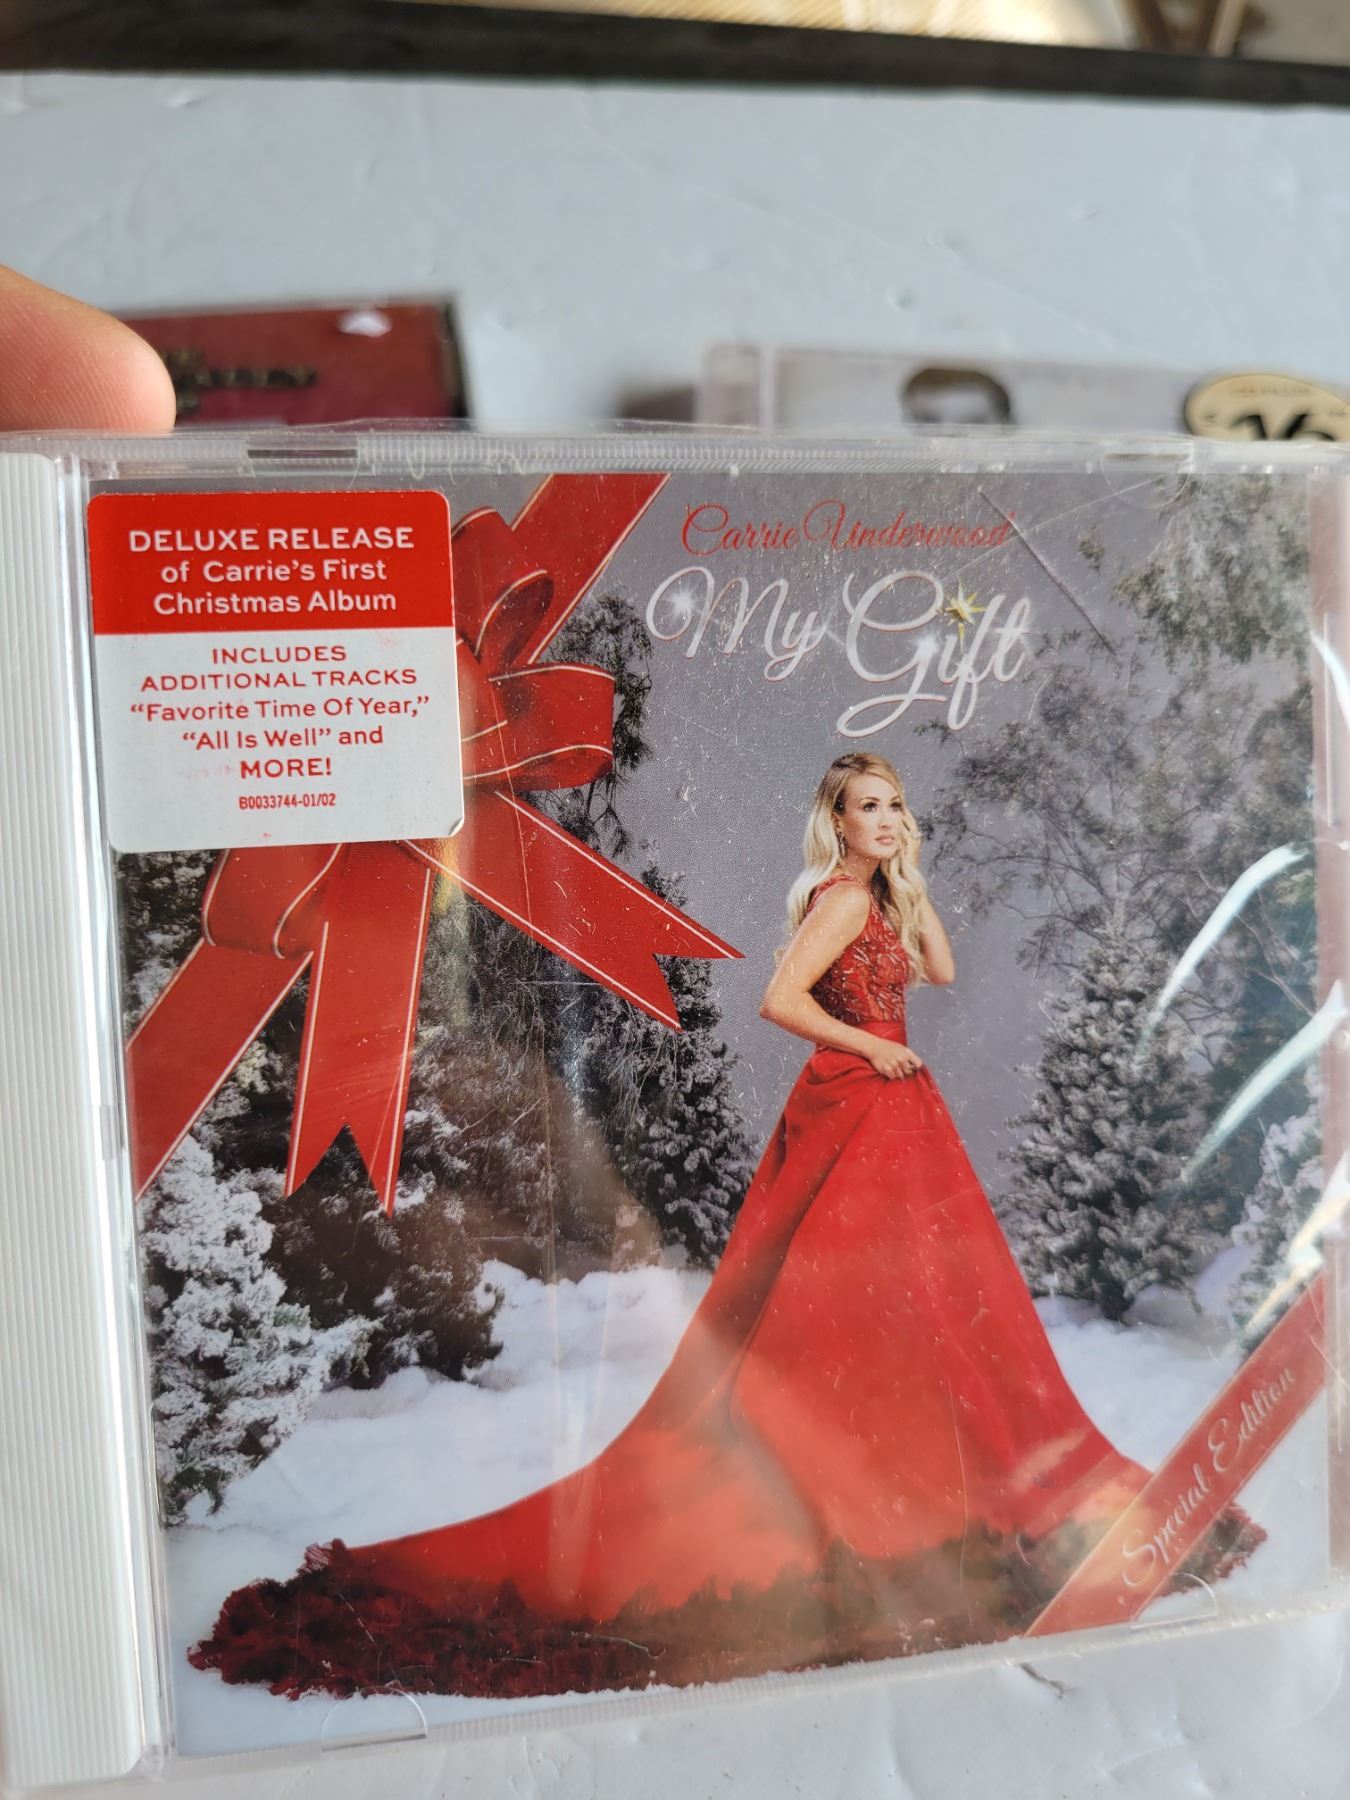 DELUXE RELEASE
of Carrie's First
Christmas Album
INCLUDES
ADDITIONAL TRACKS
“Favorite Time Of Year,”
“All Is Well” and
MORE!
B0033744-01/02
Carrie Underwood
My Gift
Special Edition
16